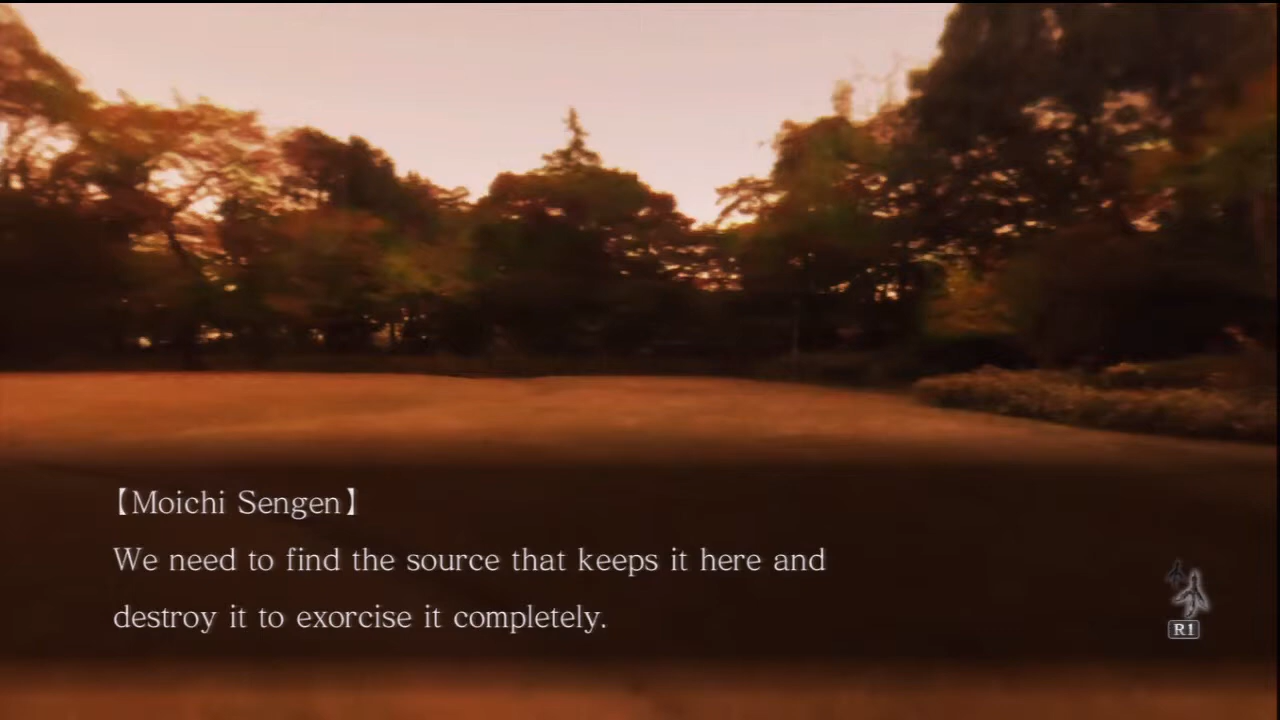 【Moichi Sengen】
We need to find the source that keeps it here and
destroy it to exorcise it completely.
R1